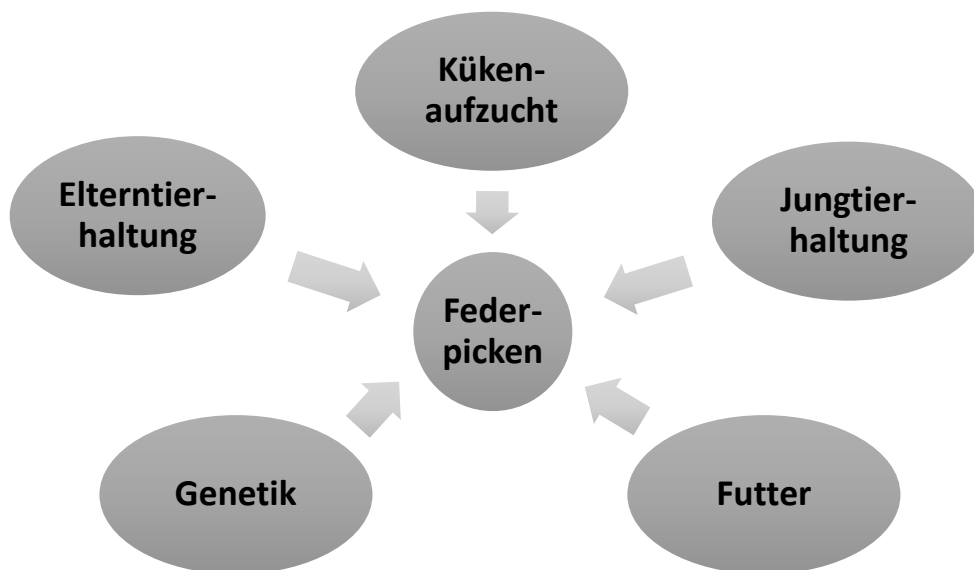 Küken-
aufzucht
Elterntier-
haltung
Jungtier-
haltung
Feder-
picken
Genetik
Futter